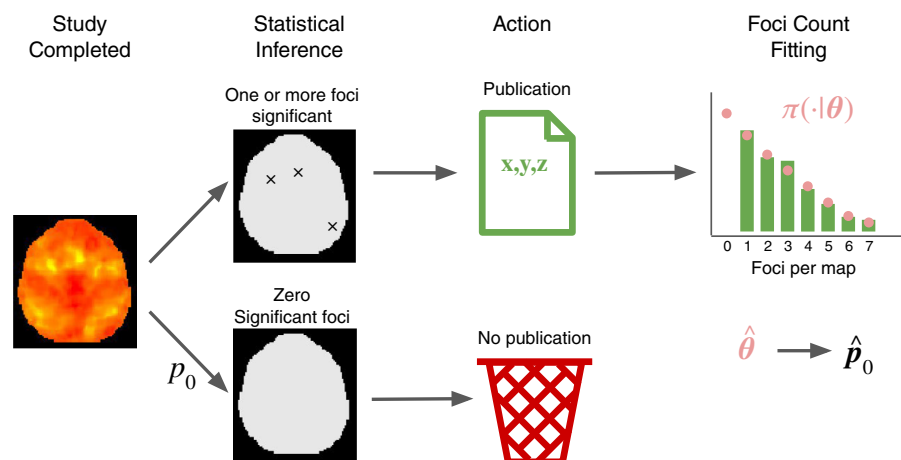 Study
Completed
Statistical
Inference
Action
Foci Count
Fitting
One or more foci
significant
Publication
x,y,z
π(·|θ)
0 1 2 3 4 5 6 7
Foci per map
Zero
Significant foci
p₀
No publication
θ̂
p̂₀